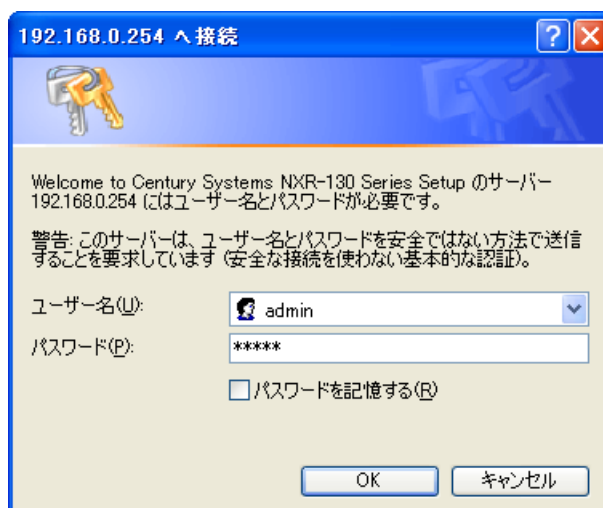 192.168.0.254 へ接続
Welcome to Century Systems NXR-130 Series Setup のサーバー
192.168.0.254 にはユーザー名とパスワードが必要です。
警告: このサーバーは、ユーザー名とパスワードを安全ではない方法で送信
することを要求しています (安全な接続を使わない基本的な認証)。
ユーザー名(U):
admin
パスワード(P):
*****
パスワードを記憶する(R)
OK
キャンセル